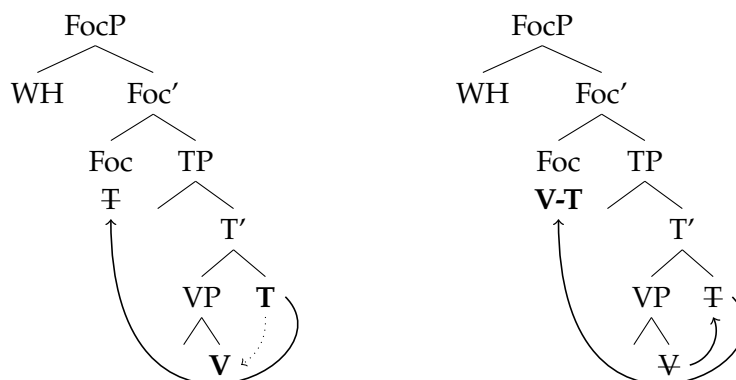 FocP FocP
WH Foc’ WH Foc’
Foc TP Foc TP
T̶ V-T
T’ T’
VP T VP T̶
V V̶